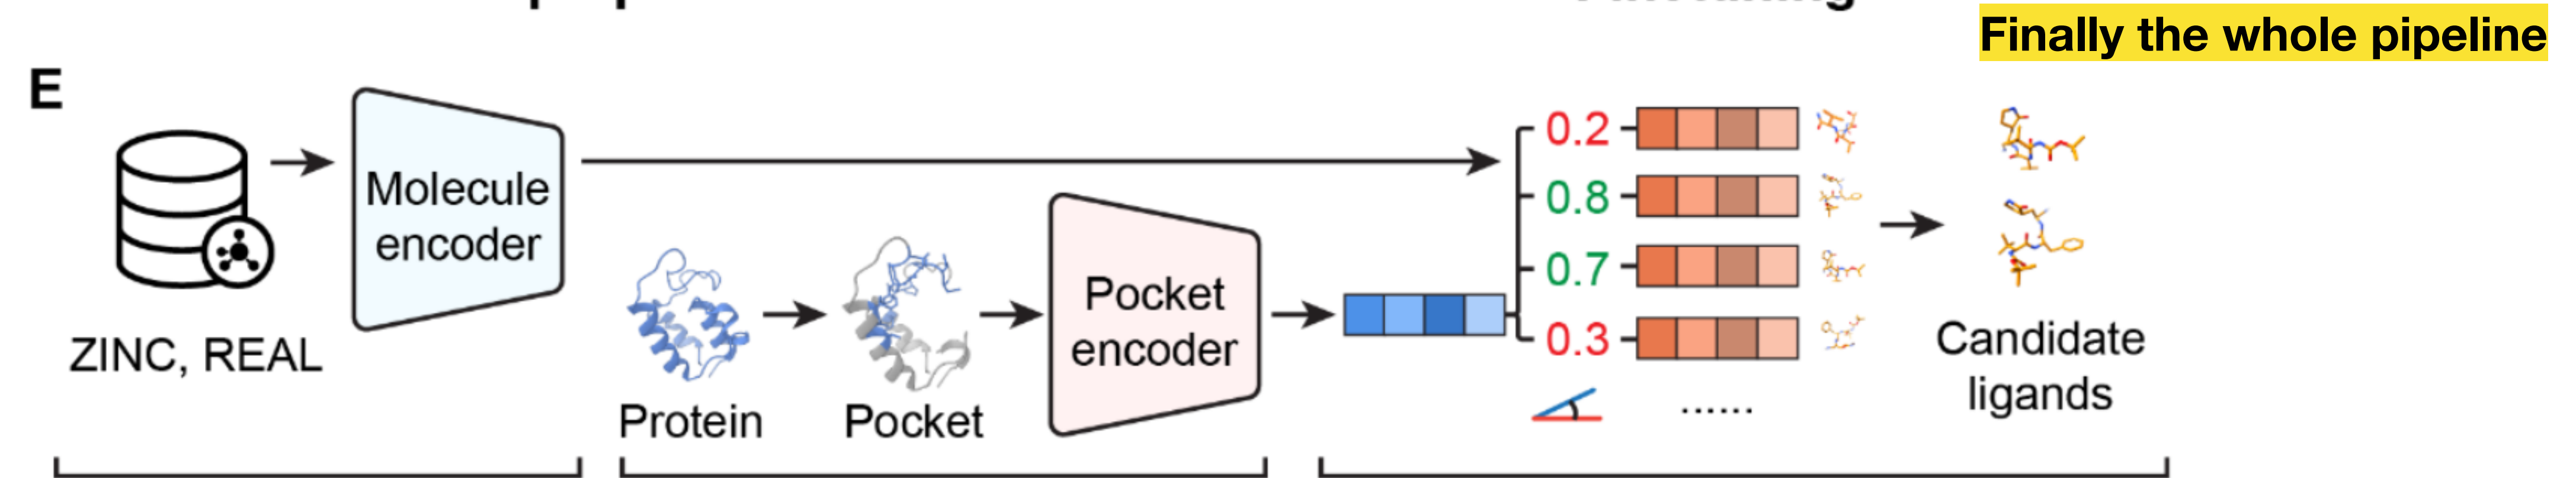 Finally the whole pipeline
E
Molecule
encoder
ZINC, REAL
Protein
Pocket
Pocket
encoder
0.2
0.8
0.7
0.3
......
Candidate
ligands